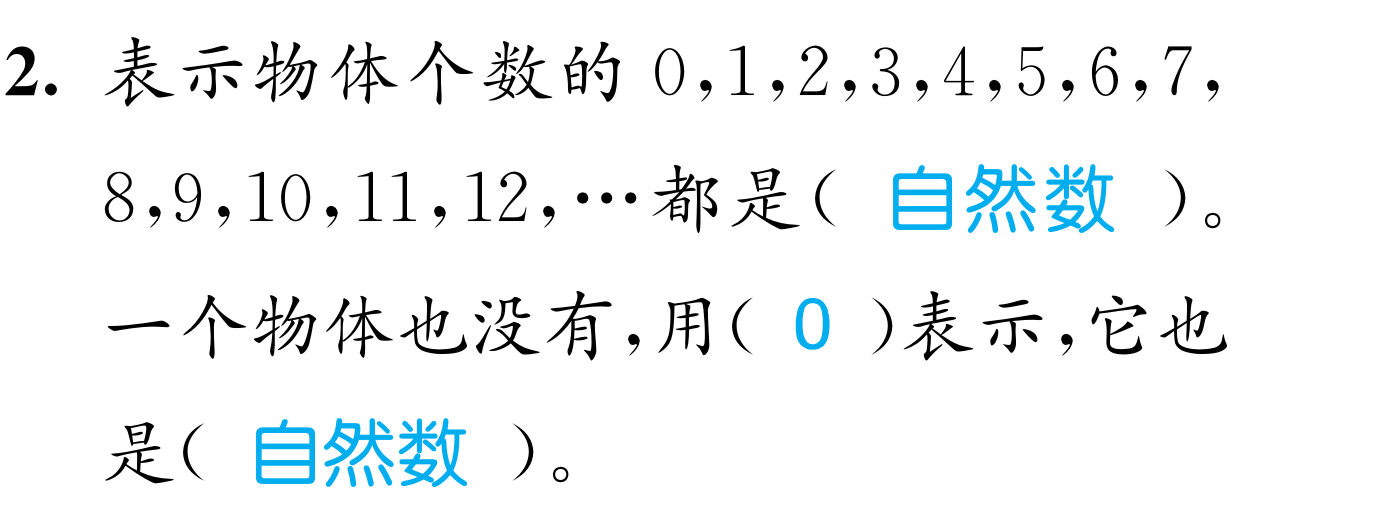 2. 表示物体个数的 0,1,2,3,4,5,6,7,
8,9,10,11,12,…都是( 自然数 )。
一个物体也没有,用( 0 )表示,它也
是( 自然数 )。